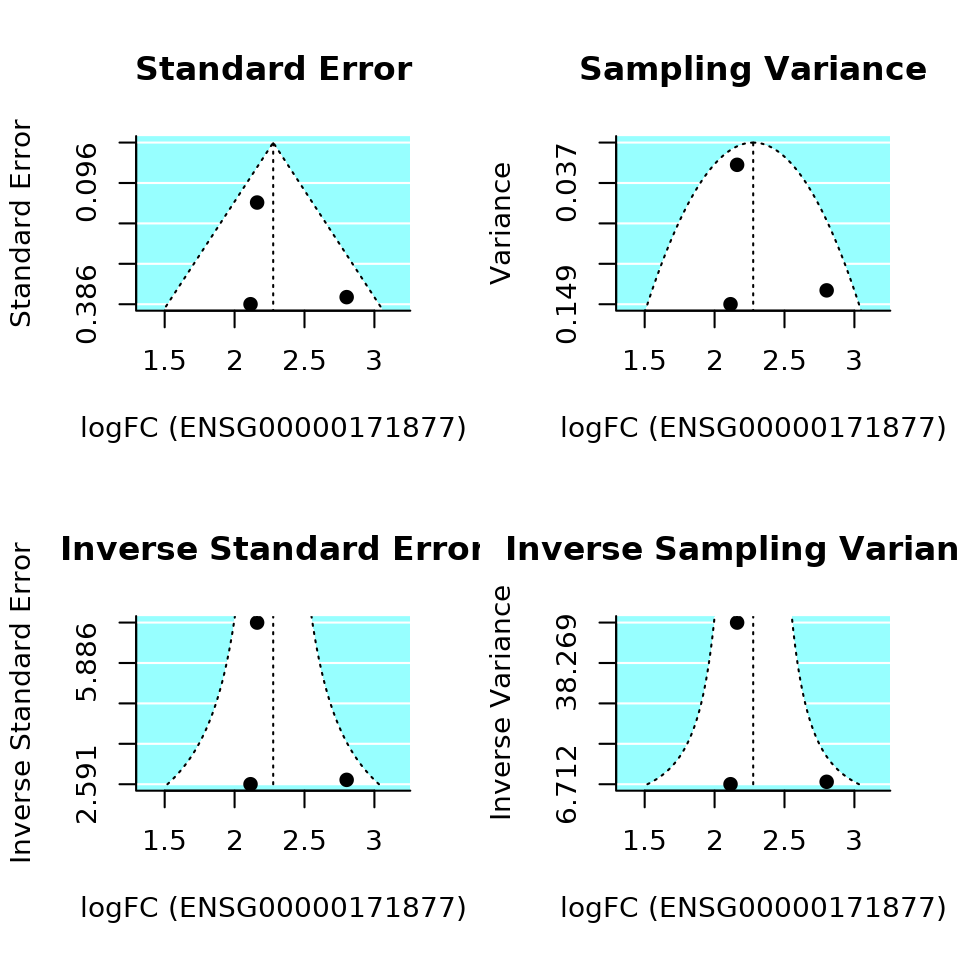 Standard Error
Standard Error
0.096
0.386
1.5 2 2.5 3
logFC (ENSG00000171877)
Sampling Variance
Variance
0.037
0.149
1.5 2 2.5 3
logFC (ENSG00000171877)
Inverse Standard Error
Inverse Standard Error
5.886
2.591
1.5 2 2.5 3
logFC (ENSG00000171877)
Inverse Sampling Varian
Inverse Variance
38.269
6.712
1.5 2 2.5 3
logFC (ENSG00000171877)